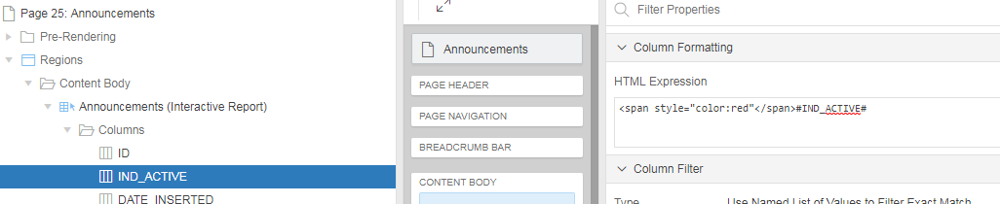 Page 25: Announcements
Pre-Rendering
Regions
Content Body
Announcements (Interactive Report)
Columns
ID
IND_ACTIVE
DATE_INSERTED
Announcements
PAGE HEADER
PAGE NAVIGATION
BREADCRUMB BAR
CONTENT BODY
Filter Properties
Column Formatting
HTML Expression
<span style="color:red"</span>#IND_ACTIVE#
Column Filter
Type Use Named List of Values to Filter Exact Match